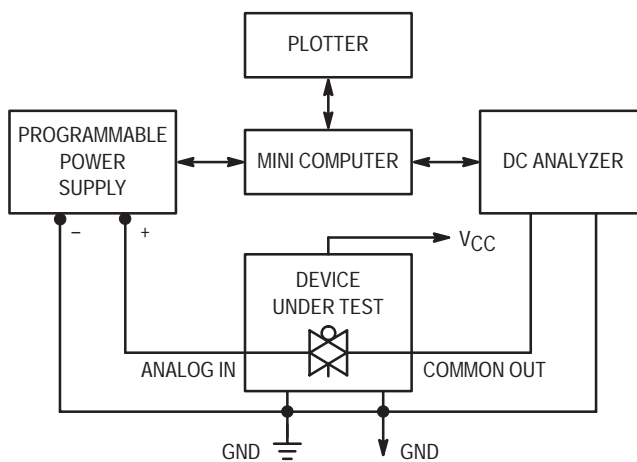 PLOTTER
PROGRAMMABLE
POWER
SUPPLY
MINI COMPUTER
DC ANALYZER
– +
VCC
DEVICE
UNDER TEST
ANALOG IN
COMMON OUT
GND
GND